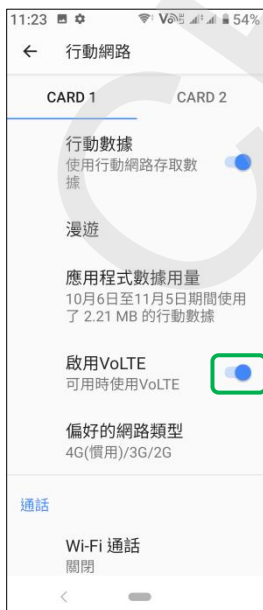 11:23 54%
行動網路
CARD 1 CARD 2
行動數據
使用行動網路存取數
據
漫遊
應用程式數據用量
10月6日至11月5日期間使用
了 2.21 MB 的行動數據
啟用VoLTE
可用時使用VoLTE
偏好的網路類型
4G(慣用)/3G/2G
通話
Wi-Fi 通話
關閉